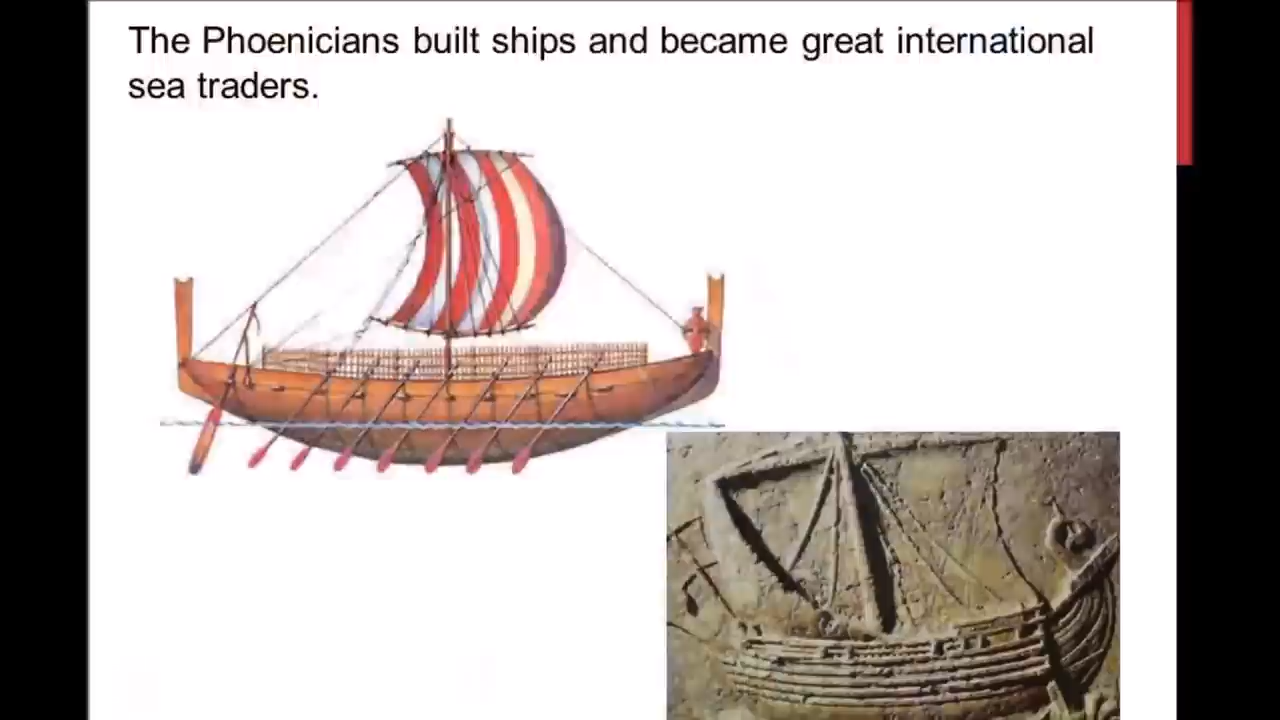 The Phoenicians built ships and became great international
sea traders.